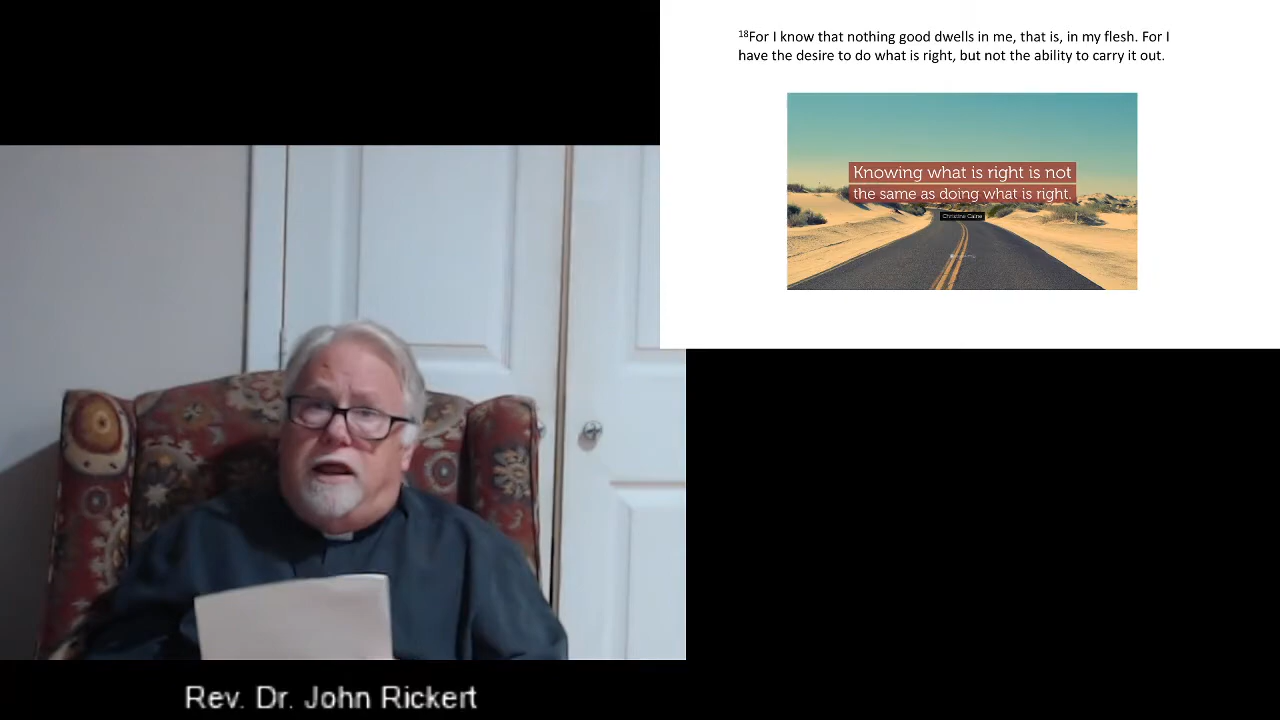 ¹⁸For I know that nothing good dwells in me, that is, in my flesh. For I
have the desire to do what is right, but not the ability to carry it out.
Knowing what is right is not
the same as doing what is right.
Christine Caine
Rev. Dr. John Rickert